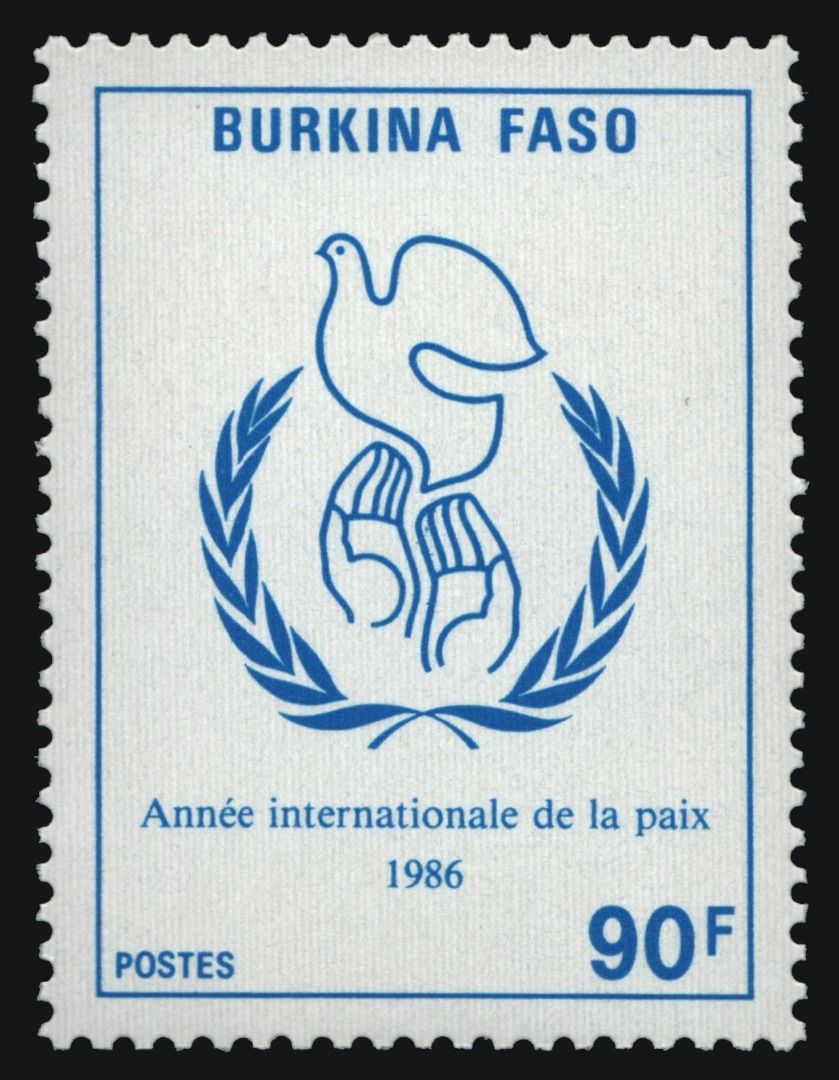 BURKINA FASO
Année internationale de la paix
1986
90F
POSTES